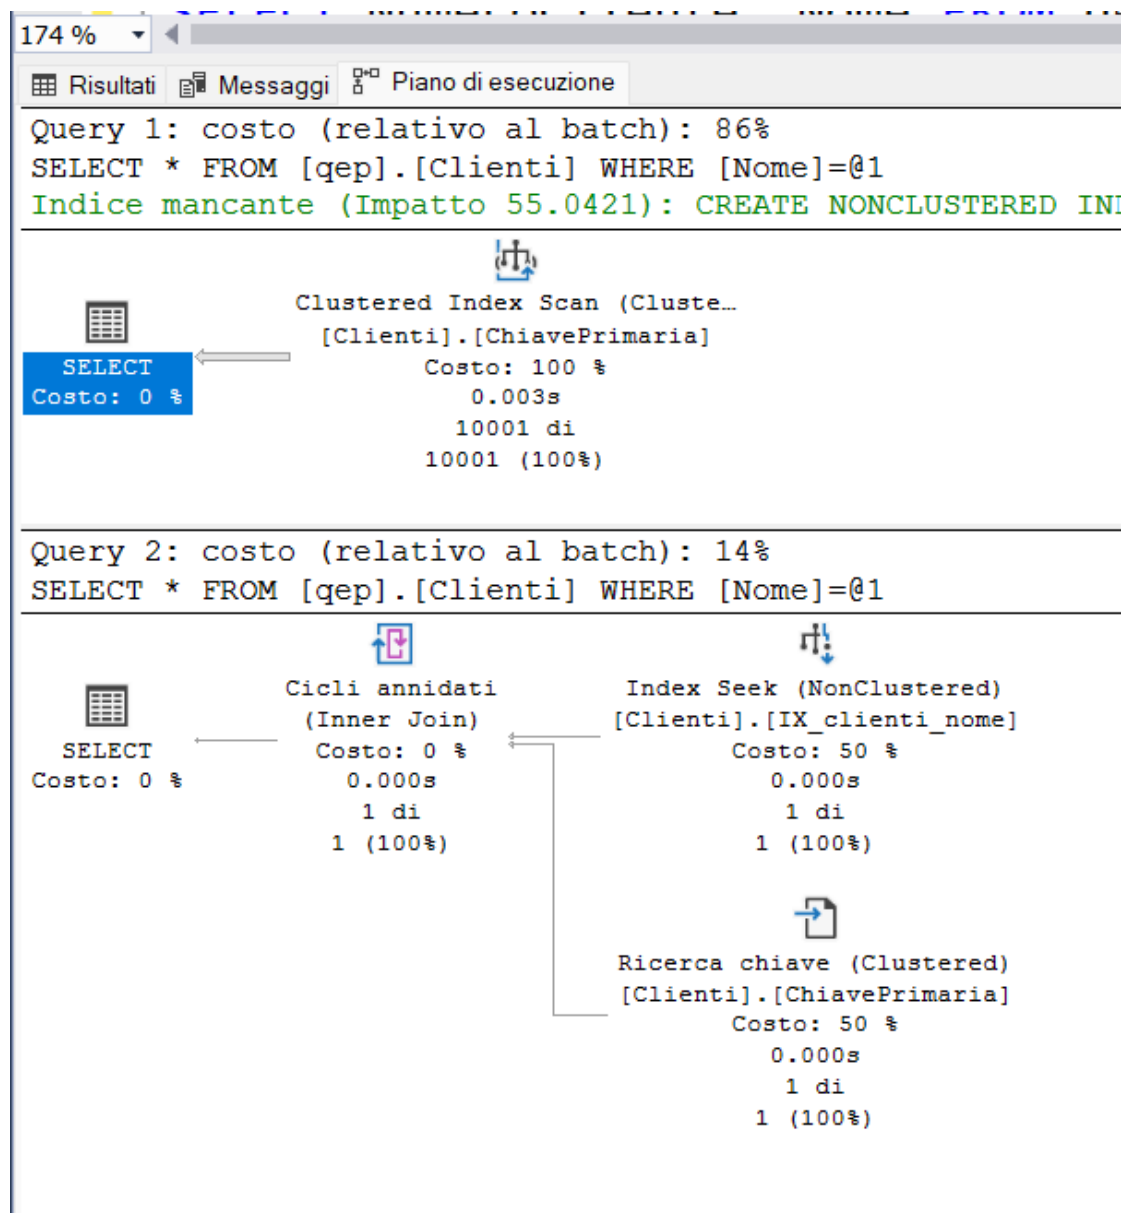 174 %
Risultati Messaggi Piano di esecuzione
Query 1: costo (relativo al batch): 86%
SELECT * FROM [qep].[Clienti] WHERE [Nome]=@1
Indice mancante (Impatto 55.0421): CREATE NONCLUSTERED
Clustered Index Scan (Cluste…
[Clienti].[ChiavePrimaria]
Costo: 100 %
0.003s
10001 di
10001 (100%)
SELECT
Costo: 0 %
Query 2: costo (relativo al batch): 14%
SELECT * FROM [qep].[Clienti] WHERE [Nome]=@1
SELECT
Costo: 0 %
Cicli annidati
(Inner Join)
Costo: 0 %
0.000s
1 di
1 (100%)
Index Seek (NonClustered)
[Clienti].[IX_clienti_nome]
Costo: 50 %
0.000s
1 di
1 (100%)
Ricerca chiave (Clustered)
[Clienti].[ChiavePrimaria]
Costo: 50 %
0.000s
1 di
1 (100%)